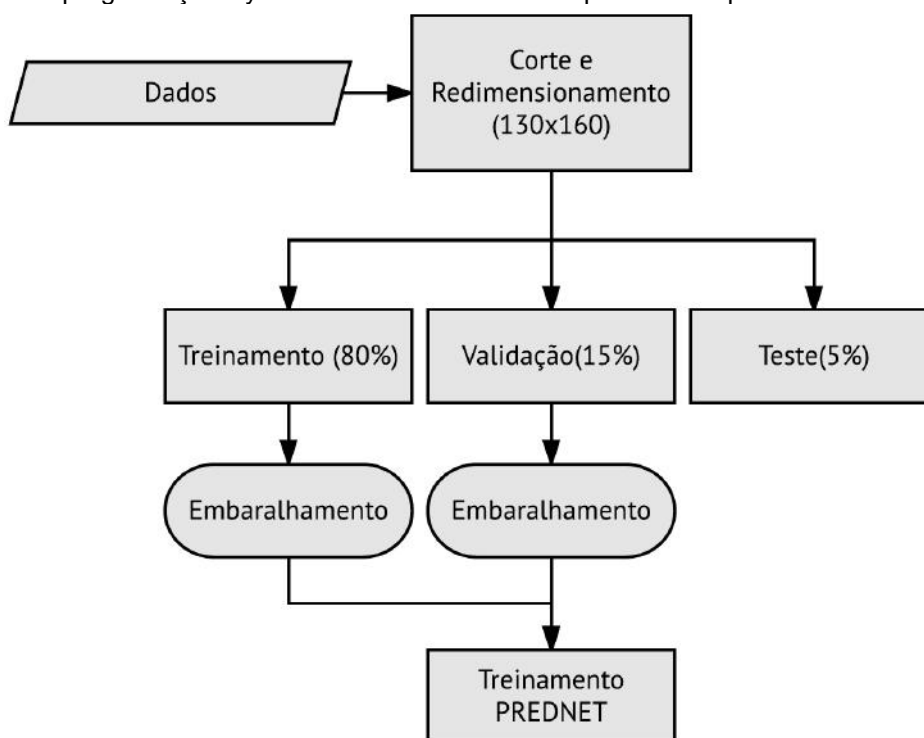 Dados
Corte e
Redimensionamento
(130x160)
Treinamento (80%)
Validação(15%)
Teste(5%)
Embaralhamento
Embaralhamento
Treinamento
PREDNET